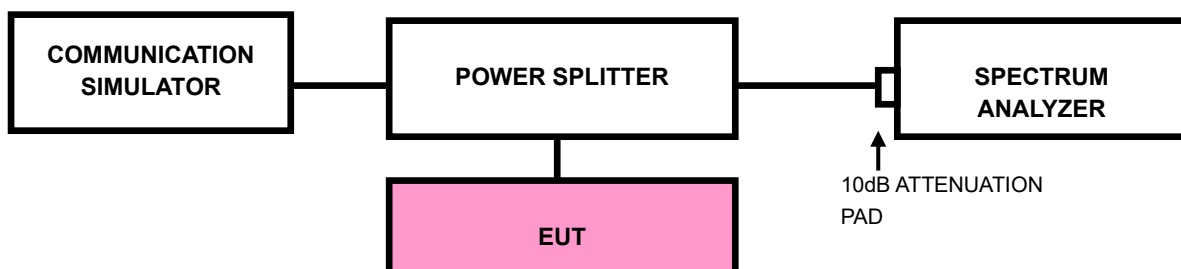 COMMUNICATION
SIMULATOR
POWER SPLITTER
SPECTRUM
ANALYZER
10dB ATTENUATION
PAD
EUT